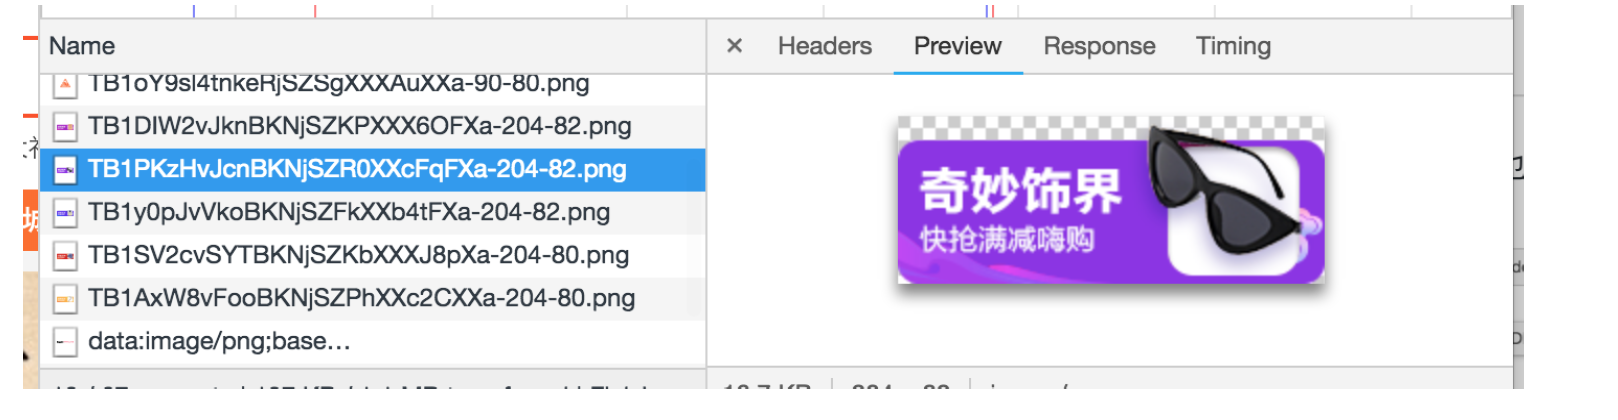 Name
Headers
Preview
Response
Timing
TB1oY9sl4tnkeRjSZSgXXXAuXXa-90-80.png
TB1DIW2vJknBKNjSZKPXXX6OFXa-204-82.png
TB1PKzHvJcnBKNjSZR0XXcFqFXa-204-82.png
TB1y0pJvVkoBKNjSZFkXXb4tFXa-204-82.png
TB1SV2cvSYTBKNjSZKbXXXJ8pXa-204-80.png
TB1AxW8vFooBKNjSZPhXXc2CXXa-204-80.png
data:image/png;base…
奇妙饰界
快抢满减嗨购